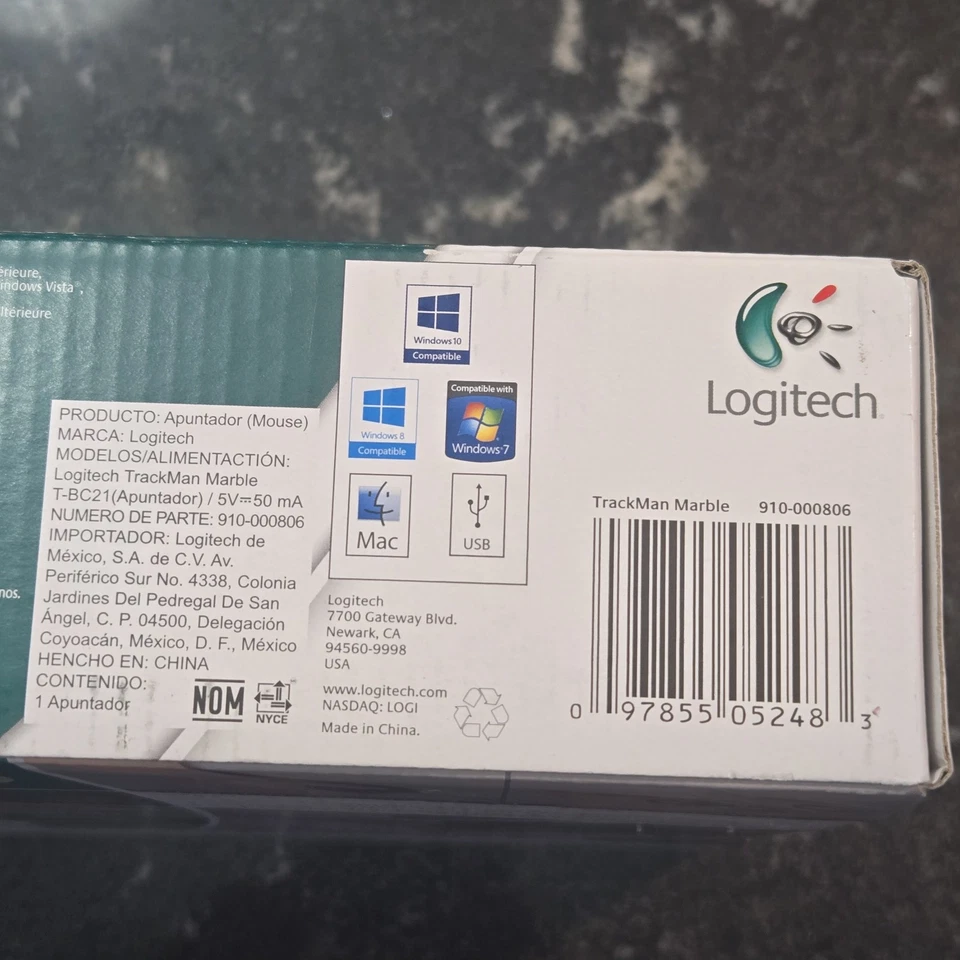 érieure,
indows Vista,
ltérieure
nos.
PRODUCTO: Apuntador (Mouse)
MARCA: Logitech
MODELOS/ALIMENTACTIÓN:
Logitech TrackMan Marble
T-BC21(Apuntador) / 5V⎓50 mA
NUMERO DE PARTE: 910-000806
IMPORTADOR: Logitech de
México, S.A. de C.V. Av.
Periférico Sur No. 4338, Colonia
Jardines Del Pedregal De San
Ángel, C. P. 04500, Delegación
Coyoacán, México, D. F., México
HENCHO EN: CHINA
CONTENIDO:
1 Apuntador
NOM
NYCE
Windows 10
Compatible
Windows 8
Compatible
Compatible with
Windows 7
Mac
USB
Logitech
7700 Gateway Blvd.
Newark, CA
94560-9998
USA
www.logitech.com
NASDAQ: LOGI
Made in China.
Logitech
TrackMan Marble 910-000806
0 97855 05248 3